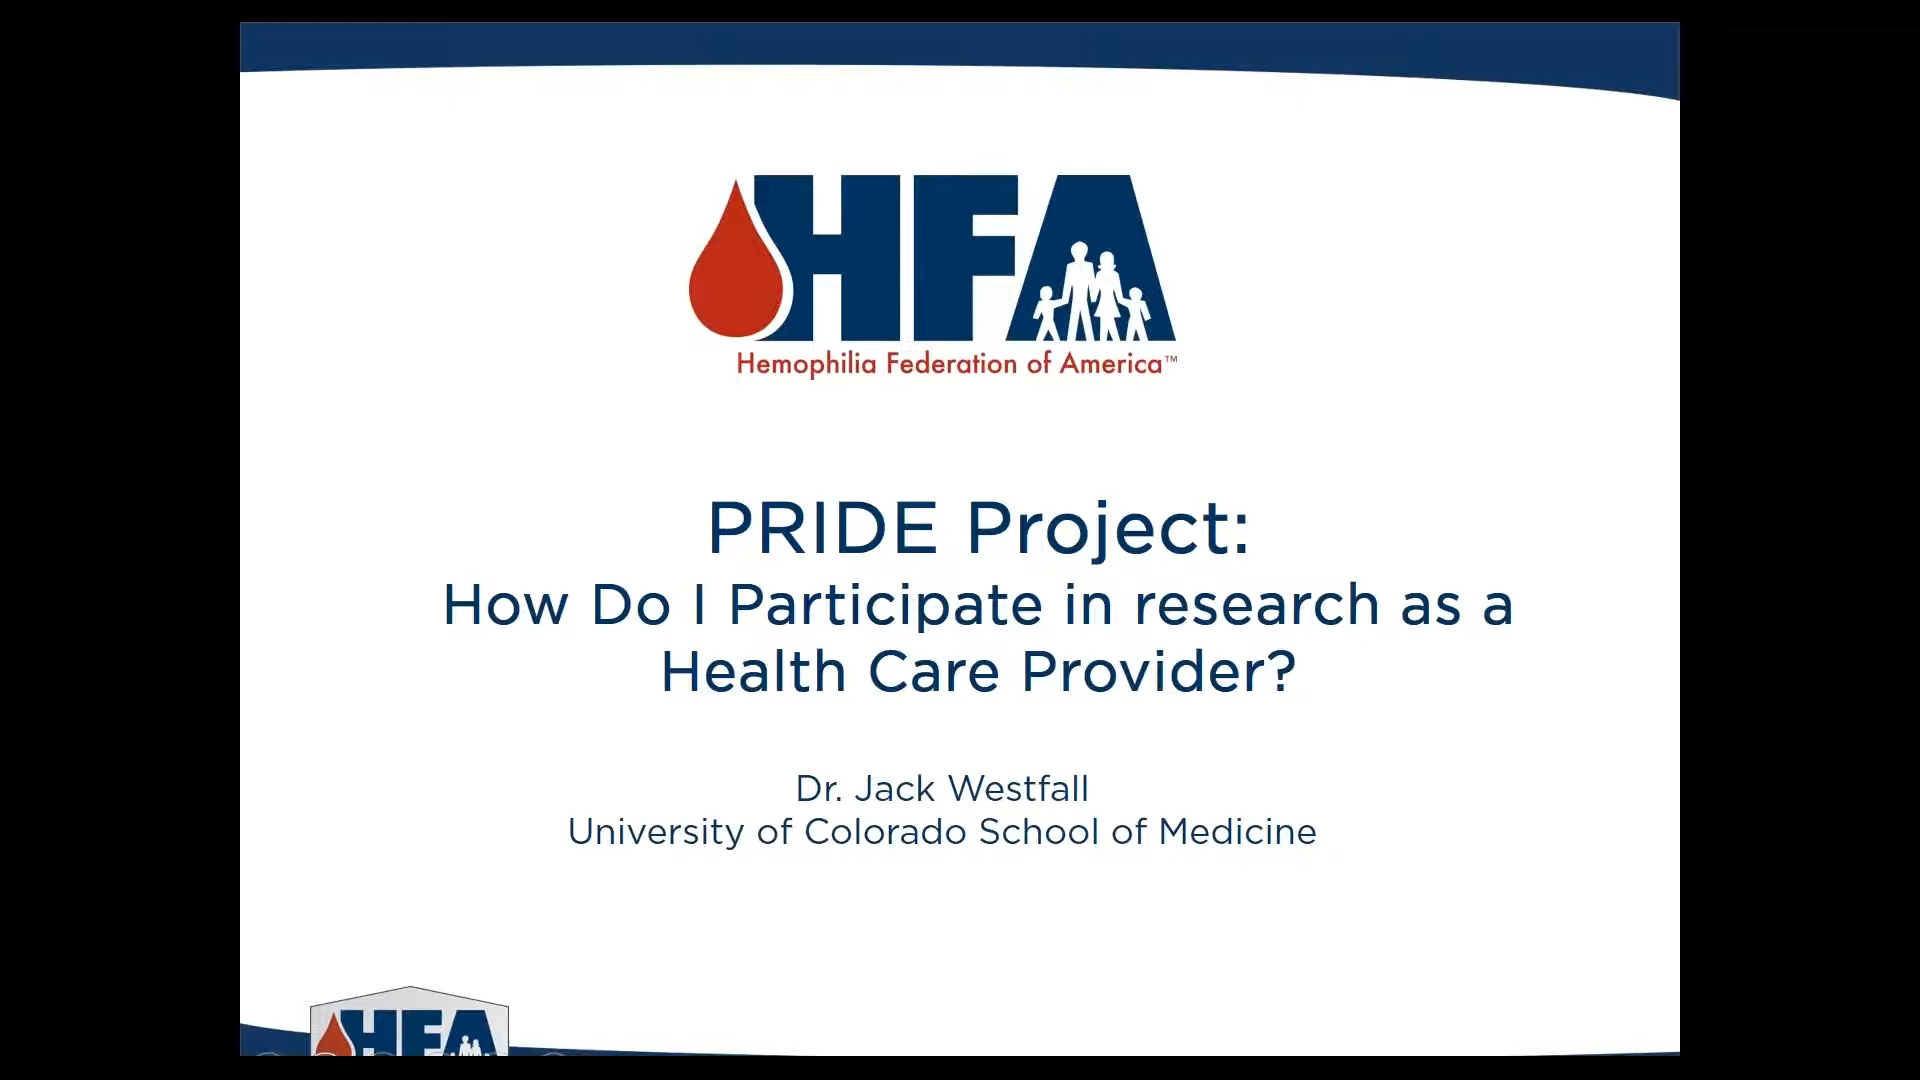 HFA
Hemophilia Federation of America™
PRIDE Project:
How Do I Participate in research as a
Health Care Provider?
Dr. Jack Westfall
University of Colorado School of Medicine
HFA